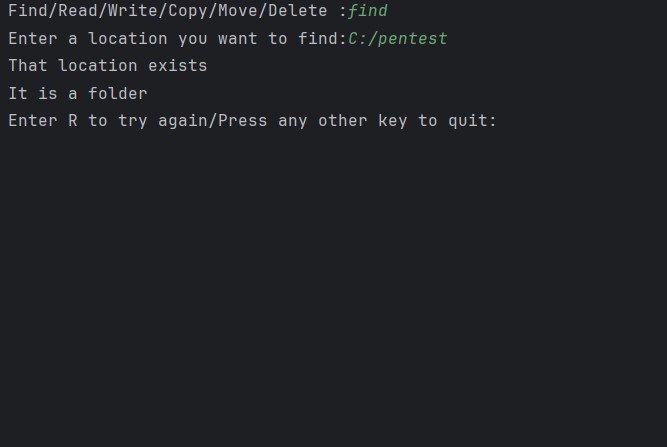 Find/Read/Write/Copy/Move/Delete :find
Enter a location you want to find:C:/pentest
That location exists
It is a folder
Enter R to try again/Press any other key to quit: